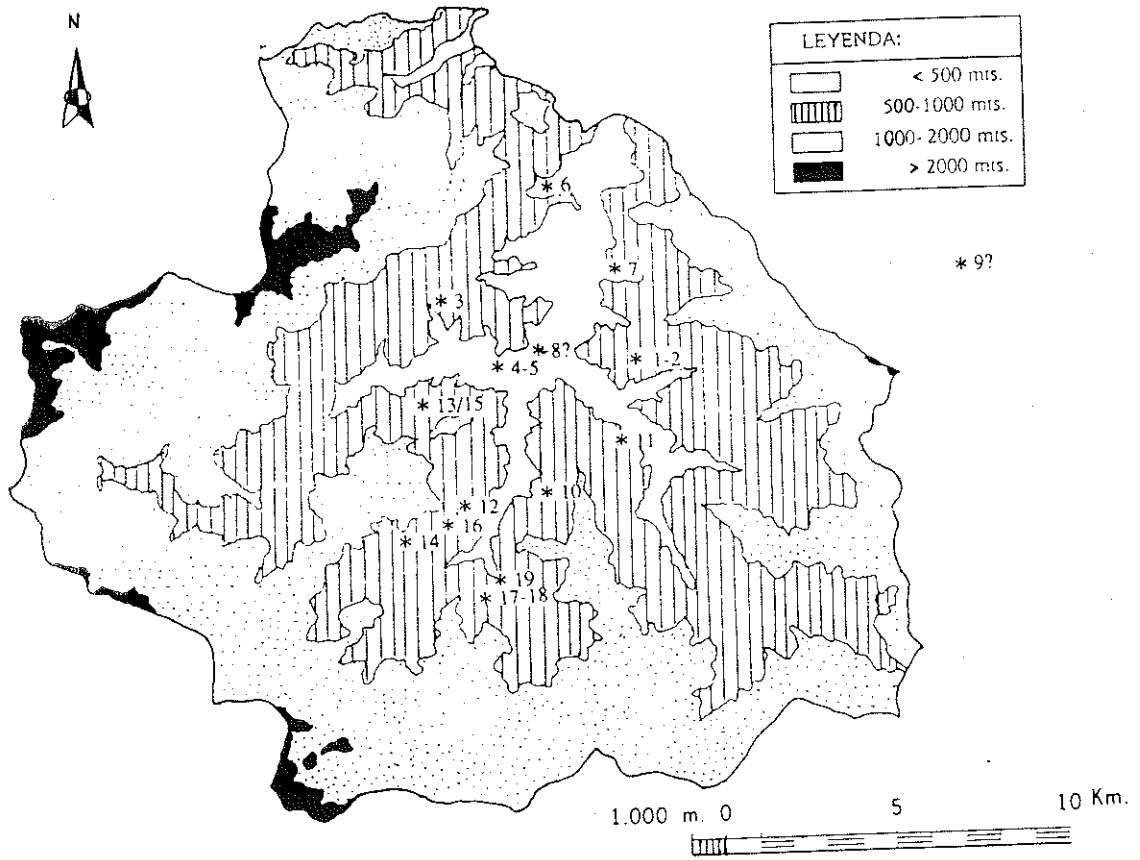 N
LEYENDA:
< 500 mts.
500-1000 mts.
1000-2000 mts.
> 2000 mts.
* 6
* 7
* 9?
* 3
* 8?
* 4-5
* 1-2
* 13/15
* 11
* 10
* 12
* 16
* 14
* 19
* 17-18
1.000 m. 0 5 10 Km.